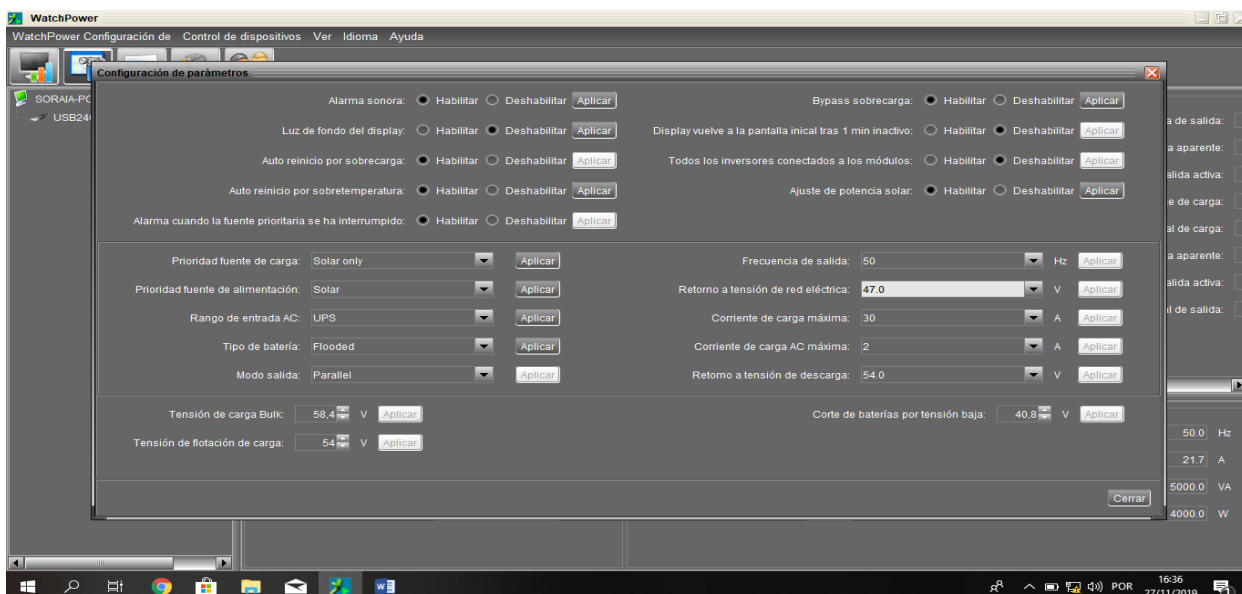 WatchPower
WatchPower Configuración de Control de dispositivos Ver Idioma Ayuda
Configuración de parámetros
SORAIA-PC
USB24
Alarma sonora: Habilitar Deshabilitar Aplicar
Bypass sobrecarga: Habilitar Deshabilitar Aplicar
Luz de fondo del display: Habilitar Deshabilitar Aplicar
Display vuelve a la pantalla inical tras 1 min inactivo: Habilitar Deshabilitar Aplicar
Auto reinicio por sobrecarga: Habilitar Deshabilitar Aplicar
Todos los inversores conectados a los módulos: Habilitar Deshabilitar Aplicar
Auto reinicio por sobretemperatura: Habilitar Deshabilitar Aplicar
Ajuste de potencia solar: Habilitar Deshabilitar Aplicar
Alarma cuando la fuente prioritaria se ha interrumpido: Habilitar Deshabilitar Aplicar
Prioridad fuente de carga: Solar only Aplicar
Frecuencia de salida: 50 Hz Aplicar
Prioridad fuente de alimentación: Solar Aplicar
Retorno a tensión de red eléctrica: 47.0 V Aplicar
Rango de entrada AC: UPS Aplicar
Corriente de carga máxima: 30 A Aplicar
Tipo de batería: Flooded Aplicar
Corriente de carga AC máxima: 2 A Aplicar
Modo salida: Parallel Aplicar
Retorno a tensión de descarga: 54.0 V Aplicar
Tensión de carga Bulk: 58,4 V Aplicar
Corte de baterías por tensión baja: 40,8 V Aplicar
Tensión de flotación de carga: 54 V Aplicar
Cerrar
a de salida:
a aparente:
alida activa:
e de carga:
al de carga:
a aparente:
alida activa:
il de salida:
50.0 Hz
21.7 A
5000.0 VA
4000.0 W
POR
16:36
27/11/2019